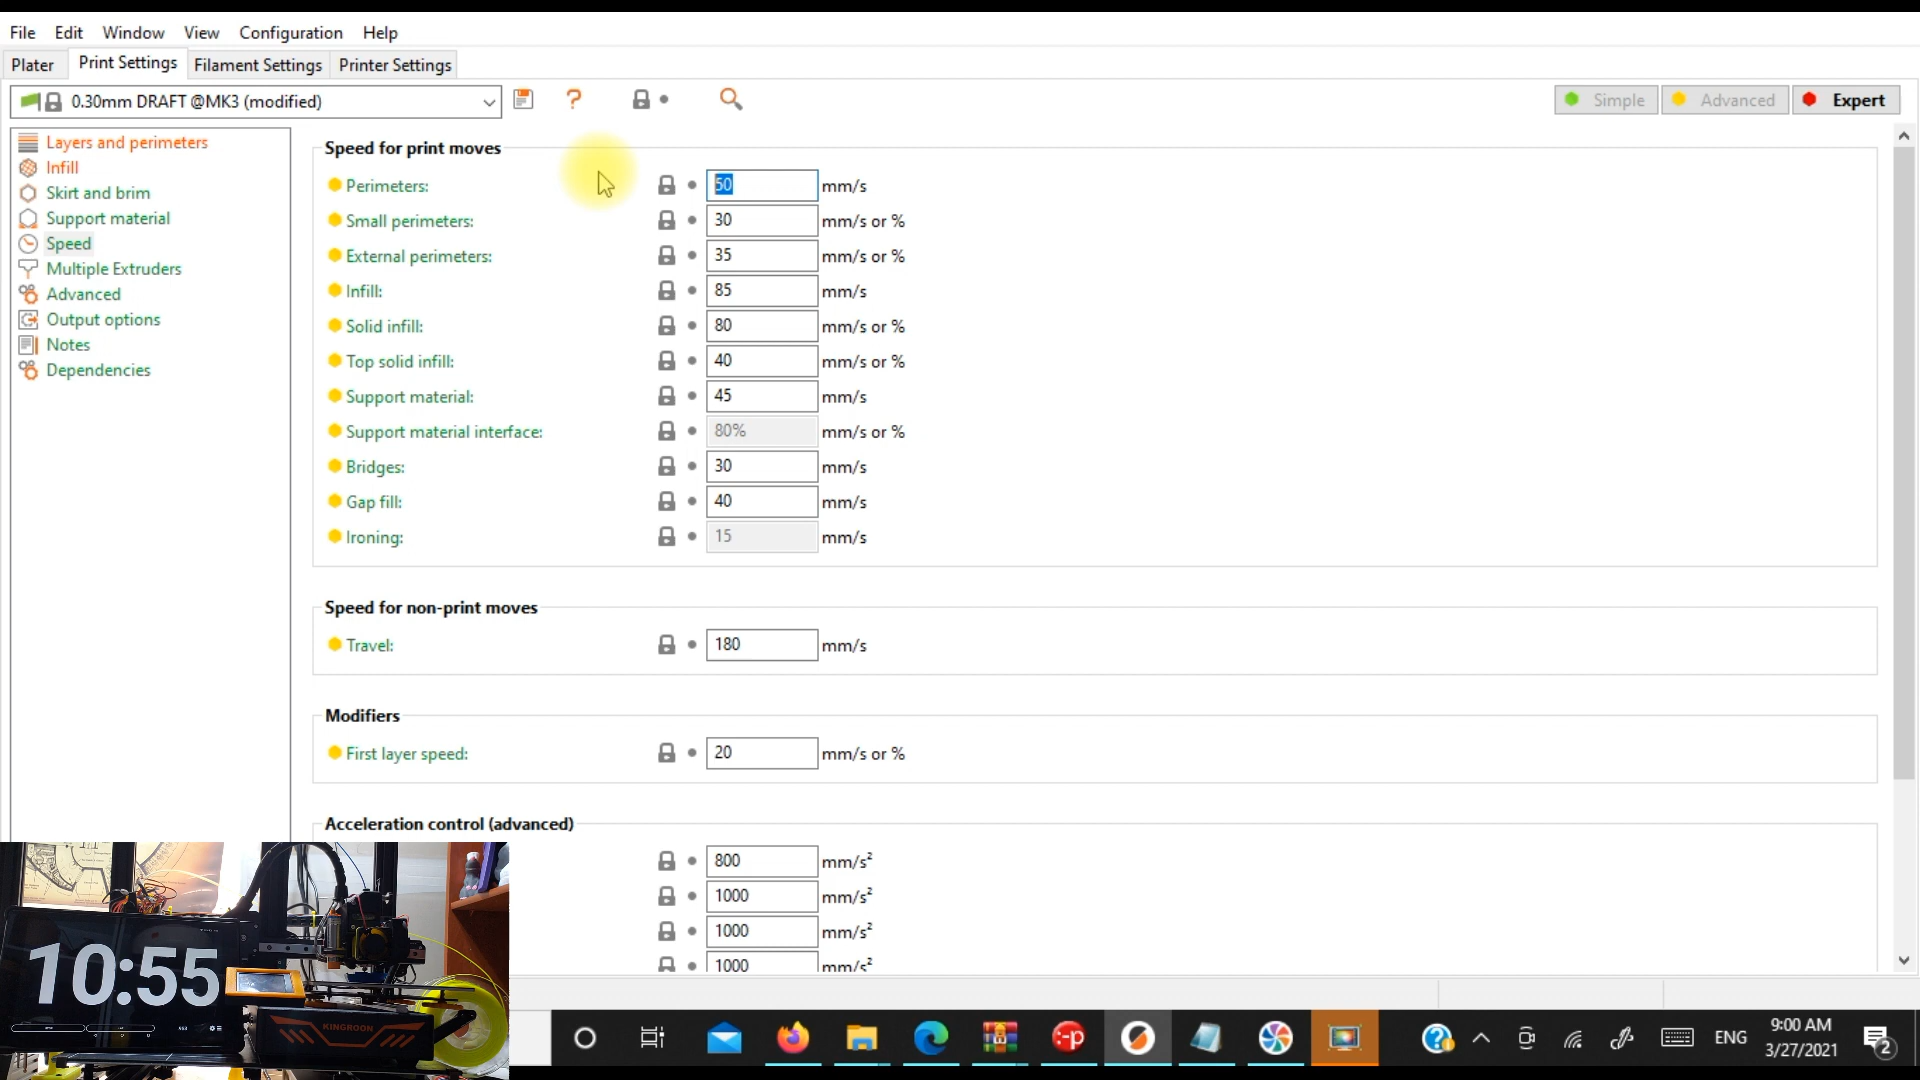 File Edit Window View Configuration Help
Plater Print Settings Filament Settings Printer Settings
0.30mm DRAFT @MK3 (modified) ? Simple Advanced Expert
Layers and perimeters
Infill
Skirt and brim
Support material
Speed
Multiple Extruders
Advanced
Output options
Notes
Dependencies
Speed for print moves
Perimeters: 50 mm/s
Small perimeters: 30 mm/s or %
External perimeters: 35 mm/s or %
Infill: 85 mm/s
Solid infill: 80 mm/s or %
Top solid infill: 40 mm/s or %
Support material: 45 mm/s
Support material interface: 80% mm/s or %
Bridges: 30 mm/s
Gap fill: 40 mm/s
Ironing: 15 mm/s
Speed for non-print moves
Travel: 180 mm/s
Modifiers
First layer speed: 20 mm/s or %
Acceleration control (advanced)
800 mm/s²
1000 mm/s²
1000 mm/s²
1000 mm/s²
10:55
KINGROON
ENG
9:00 AM
3/27/2021
2